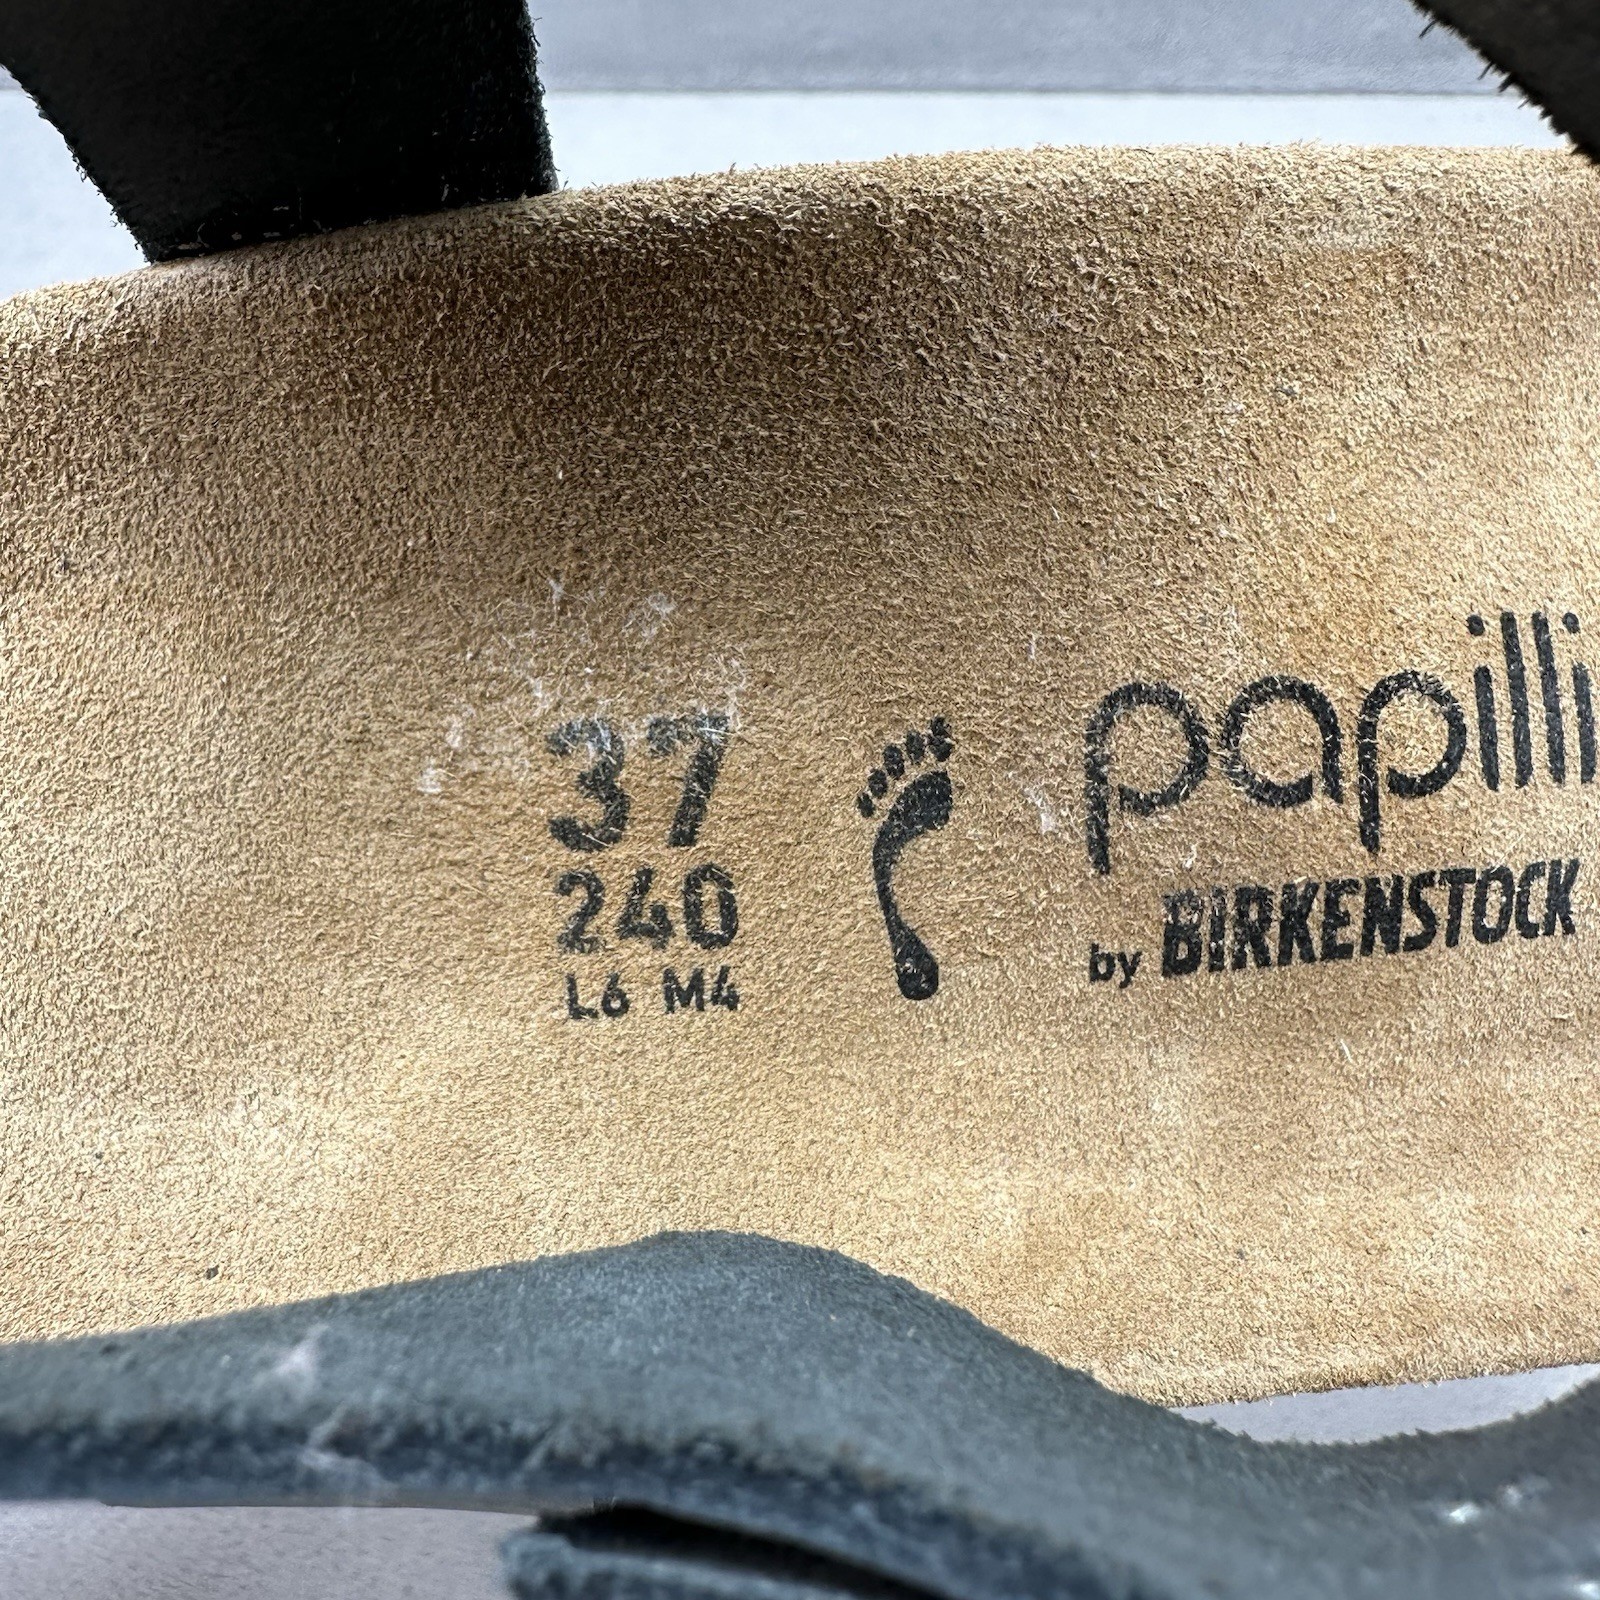 37
240
L6 M4
papilli
by BIRKENSTOCK